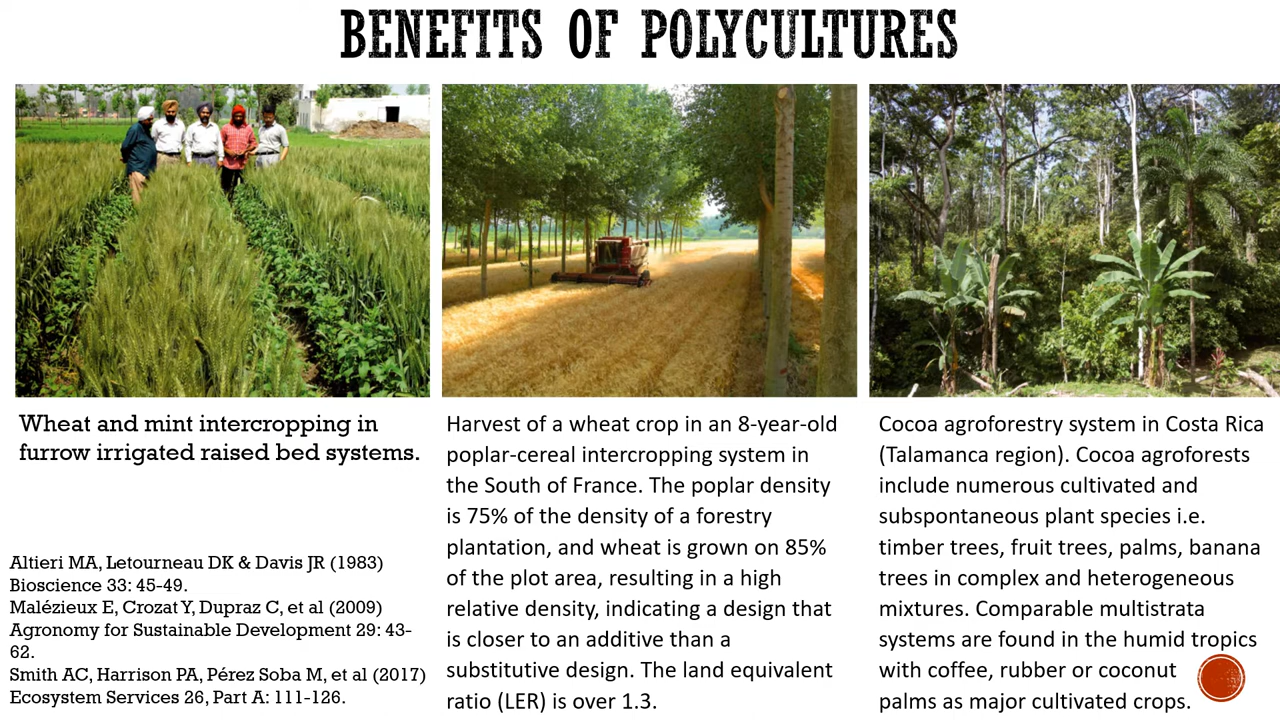 BENEFITS OF POLYCULTURES
Wheat and mint intercropping in
furrow irrigated raised bed systems.
Altieri MA, Letourneau DK & Davis JR (1983)
Bioscience 33: 45-49.
Malézieux E, Crozat Y, Dupraz C, et al (2009)
Agronomy for Sustainable Development 29: 43-
62.
Smith AC, Harrison PA, Pérez Soba M, et al (2017)
Ecosystem Services 26, Part A: 111-126.
Harvest of a wheat crop in an 8-year-old
poplar-cereal intercropping system in
the South of France. The poplar density
is 75% of the density of a forestry
plantation, and wheat is grown on 85%
of the plot area, resulting in a high
relative density, indicating a design that
is closer to an additive than a
substitutive design. The land equivalent
ratio (LER) is over 1.3.
Cocoa agroforestry system in Costa Rica
(Talamanca region). Cocoa agroforests
include numerous cultivated and
subspontaneous plant species i.e.
timber trees, fruit trees, palms, banana
trees in complex and heterogeneous
mixtures. Comparable multistrata
systems are found in the humid tropics
with coffee, rubber or coconut
palms as major cultivated crops.